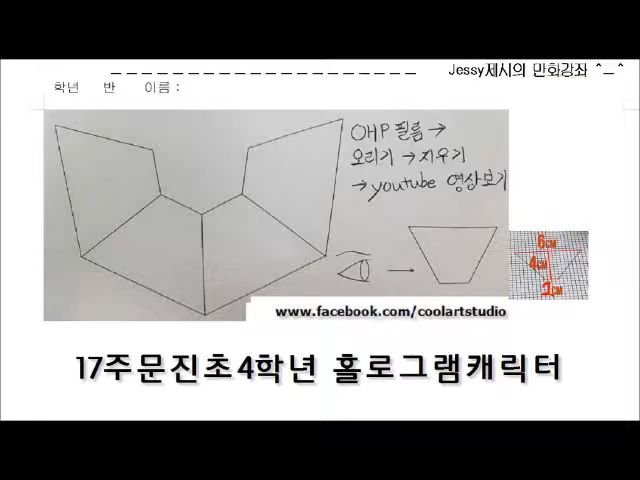 Jessy제시의 만화강좌 ^_^
학년 반 이름 :
OHP 필름 →
오리기 → 지우기
→ youtube 영상보기
6CM
4CM
2CM
www.facebook.com/coolartstudio
17주문진초4학년 홀로그램캐릭터